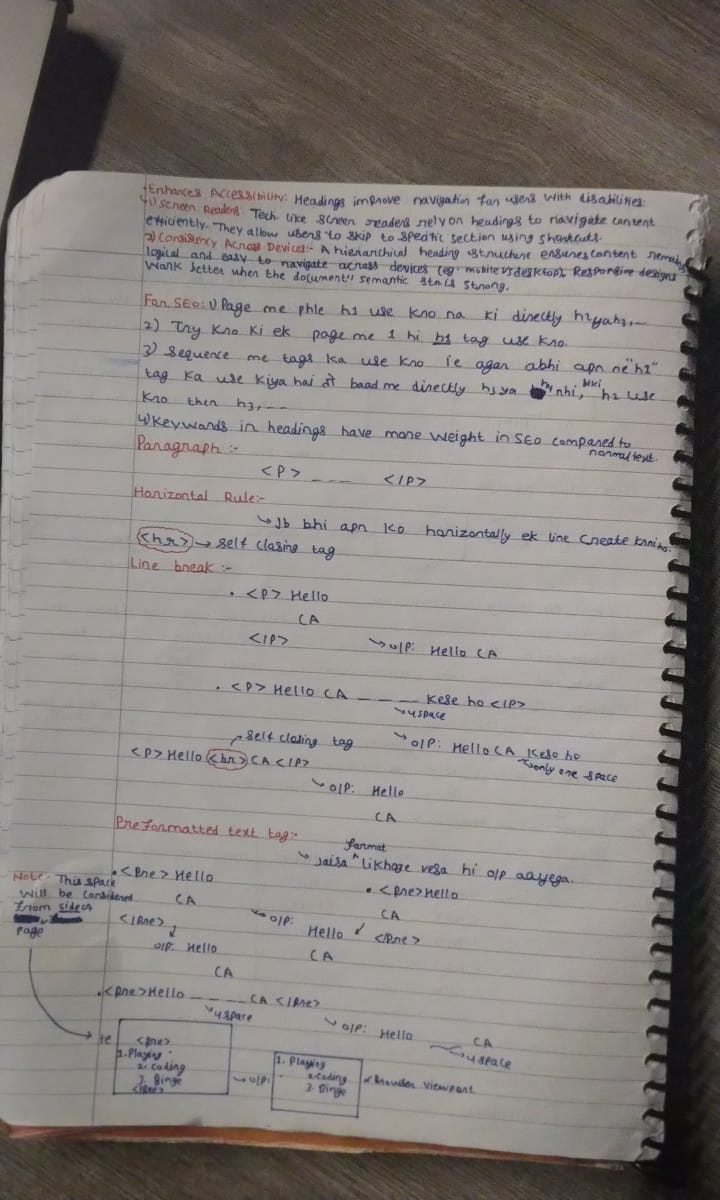 Enhances Accessibility: Headings improve navigation for users with disabilities:
1) Screen Readers: Tech. like screen readers rely on headings to navigate content
efficiently. They allow users to skip to specific section using shortcuts.
2) Consistency Across Devices:- A hierarchical heading structure ensures content remains
logical and easy to navigate across devices (eg. mobile vs desktop). Responsive designs
work better when the document's semantic is strong.
For SEO: 1) Page me phle h1 use kro na ki directly h2 ya h3, ---
2) Try kro ki ek page me 1 hi h1 tag use kro.
3) Sequence me tags ka use kro ie agar abhi apn ne "h1"
tag ka use kiya hai तो baad me directly h3 ya h4 nhi, blki h2 use
kro then h3, ---
4) Keywords in headings have more weight in SEO compared to
normal text.
Paragraph :-
<P> _ _ _ </P>
Horizontal Rule:-
↳ Jb bhi apn ko horizontally ek line create krni ho.
<hr> → self closing tag
Line break :-
• <P> Hello
CA
</P> ↳ O/P: Hello CA
• <P> Hello CA _ _ _ _ Kese ho </P>
↳ 4 space
↗ self closing tag ↳ O/P: Hello CA Kese ho
↳ only one space
<P> Hello <br> CA </P>
↳ O/P: Hello
CA
Preformatted text tag:-
↳ jaisa format likhoge vesa hi o/p aayega.
• <Pre> Hello
CA
</Pre>
O/P: Hello
CA
• <Pre>Hello
CA
</Pre>
↳ O/P: Hello
CA
Note:- This space
will be considered
from side of
page
• <Pre>Hello _ _ _ _ CA </Pre>
↳ 4 space
↳ O/P: Hello CA
↳ 4 space
ie
<Pre>
1. Playing
2. Coding
3. Binge
</Pre>
→ O/P:
1. Playing
2. Coding
3. Binge
← Browser viewport